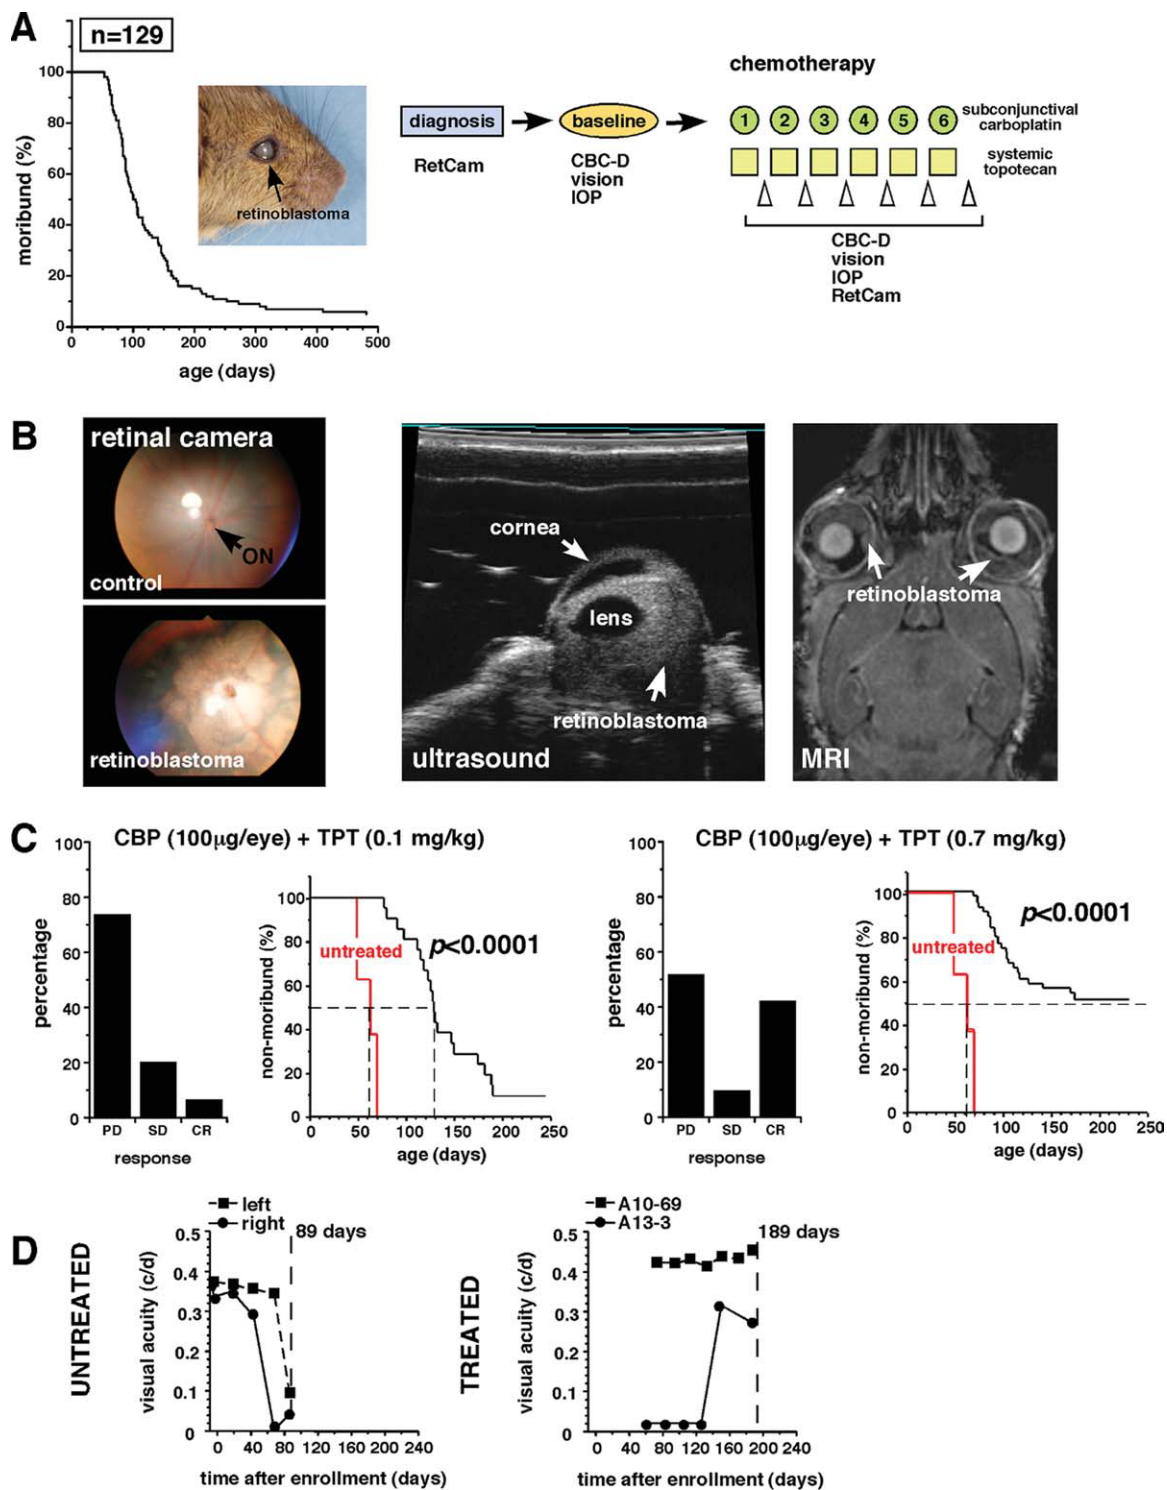 A
n=129
100
80
60
40
20
0
moribund (%)
0 100 200 300 400 500
age (days)
retinoblastoma
diagnosis
RetCam
baseline
CBC-D
vision
IOP
chemotherapy
1 2 3 4 5 6
subconjunctival
carboplatin
systemic
topotecan
CBC-D
vision
IOP
RetCam
B
retinal camera
ON
control
retinoblastoma
cornea
lens
retinoblastoma
ultrasound
retinoblastoma
MRI
C
CBP (100µg/eye) + TPT (0.1 mg/kg)
100
80
60
40
20
0
percentage
PD SD CR
response
100
80
60
40
20
0
non-moribund (%)
untreated
p<0.0001
0 50 100 150 200 250
age (days)
CBP (100µg/eye) + TPT (0.7 mg/kg)
100
80
60
40
20
0
percentage
PD SD CR
response
100
80
60
40
20
0
non-moribund (%)
untreated
p<0.0001
0 50 100 150 200 250
age (days)
D
UNTREATED
left
right
89 days
0.5
0.4
0.3
0.2
0.1
0
visual acuity (c/d)
0 40 80 120 160 200 240
time after enrollment (days)
TREATED
A10-69
A13-3
189 days
0.5
0.4
0.3
0.2
0.1
0
visual acuity (c/d)
0 40 80 120 160 200 240
time after enrollment (days)